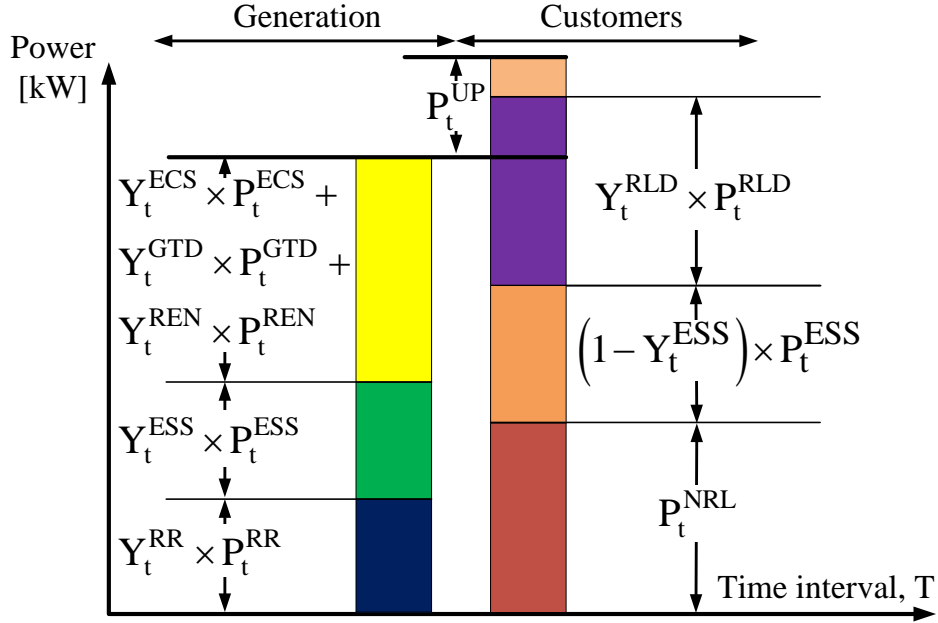 Generation
Customers
Power
[kW]
P_t^UP
Y_t^ECS × P_t^ECS +
Y_t^GTD × P_t^GTD +
Y_t^REN × P_t^REN
Y_t^ESS × P_t^ESS
Y_t^RR × P_t^RR
Y_t^RLD × P_t^RLD
(1 − Y_t^ESS) × P_t^ESS
P_t^NRL
Time interval, T